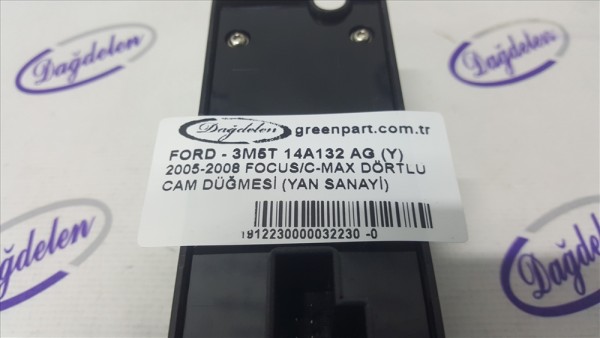 Dağdelen
Dağdelen
Dağdelen greenpart.com.tr
FORD - 3M5T 14A132 AG (Y)
2005-2008 FOCUS/C-MAX DÖRTLÜ
CAM DÜĞMESİ (YAN SANAYİ)
1912230000032230 -0
Dağdelen
Dağdelen